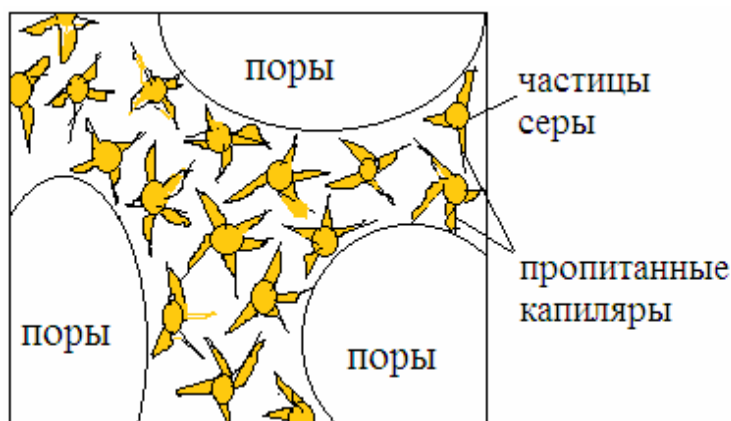 поры
частицы
серы
пропитанные
капиляры
поры
поры